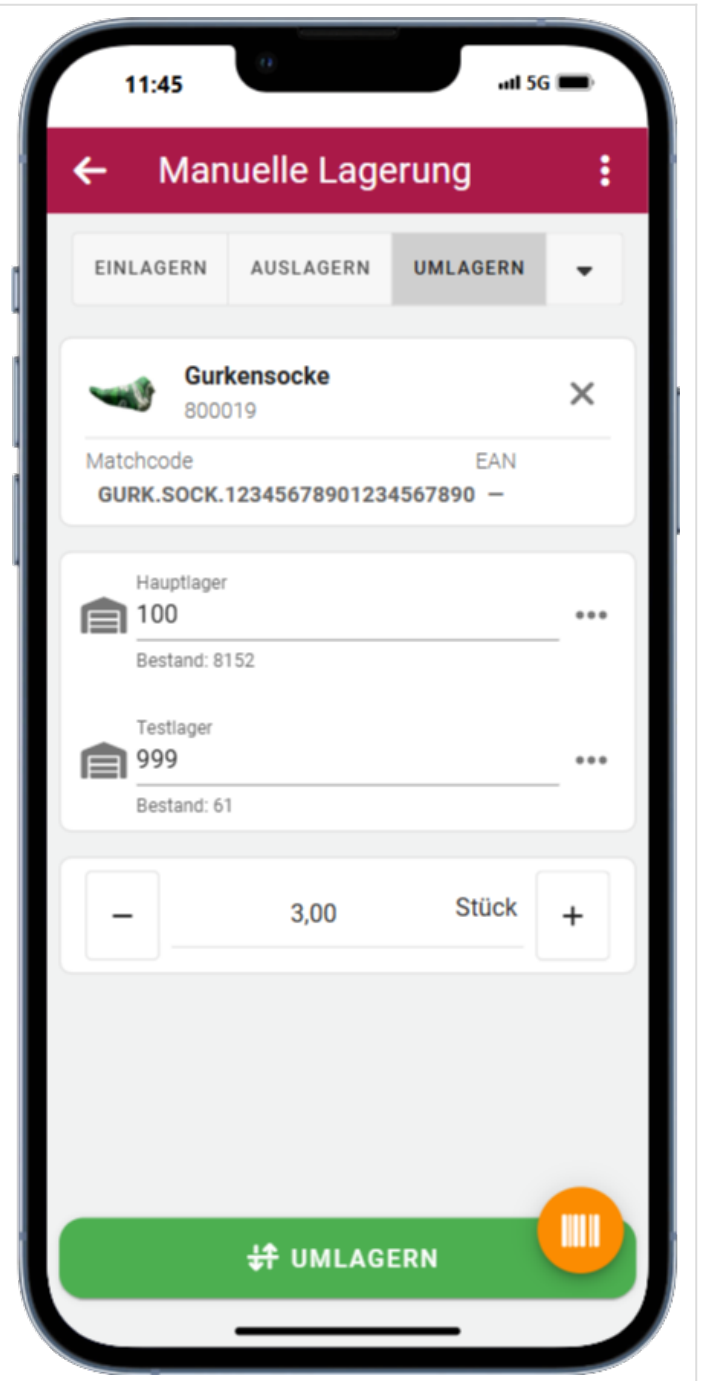 11:45 5G
Manuelle Lagerung
EINLAGERN AUSLAGERN UMLAGERN
Gurkensocke
800019
Matchcode EAN
GURK.SOCK.12345678901234567890 –
Hauptlager
100
Bestand: 8152
Testlager
999
Bestand: 61
− 3,00 Stück +
UMLAGERN